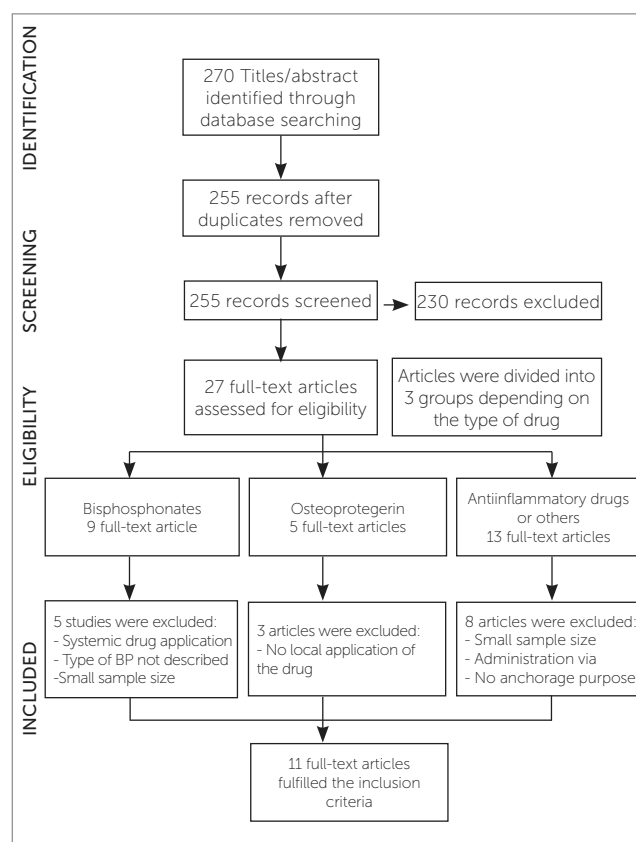 IDENTIFICATION
270 Titles/abstract
identified through
database searching
255 records after
duplicates removed
SCREENING
255 records screened
230 records excluded
ELIGIBILITY
27 full-text articles
assessed for eligibility
Articles were divided into
3 groups depending on
the type of drug
Bisphosphonates
9 full-text article
Osteoprotegerin
5 full-text articles
Antiinflammatory drugs
or others
13 full-text articles
INCLUDED
5 studies were excluded:
- Systemic drug application
- Type of BP not described
-Small sample size
3 articles were excluded:
- No local application of
the drug
8 articles were excluded:
- Small sample size
- Administration via
- No anchorage purpose
11 full-text articles
fulfilled the inclusion
criteria